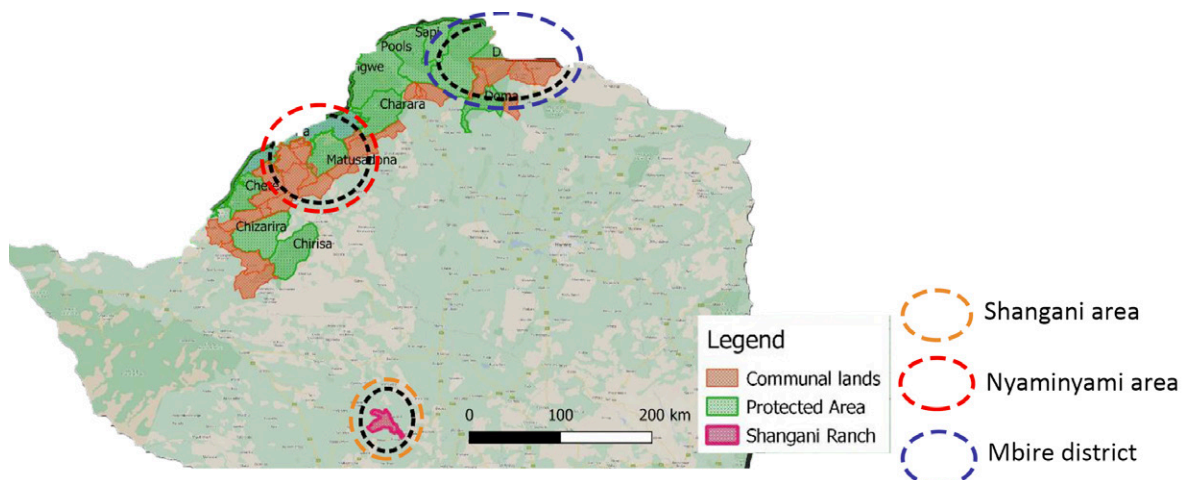 Sapi
Pools
D
igwe
Doma
Charara
a
Matusadona
Chete
Chizarira
Chirisa
Legend
Communal lands
Protected Area
Shangani Ranch
0 100 200 km
Shangani area
Nyaminyami area
Mbire district